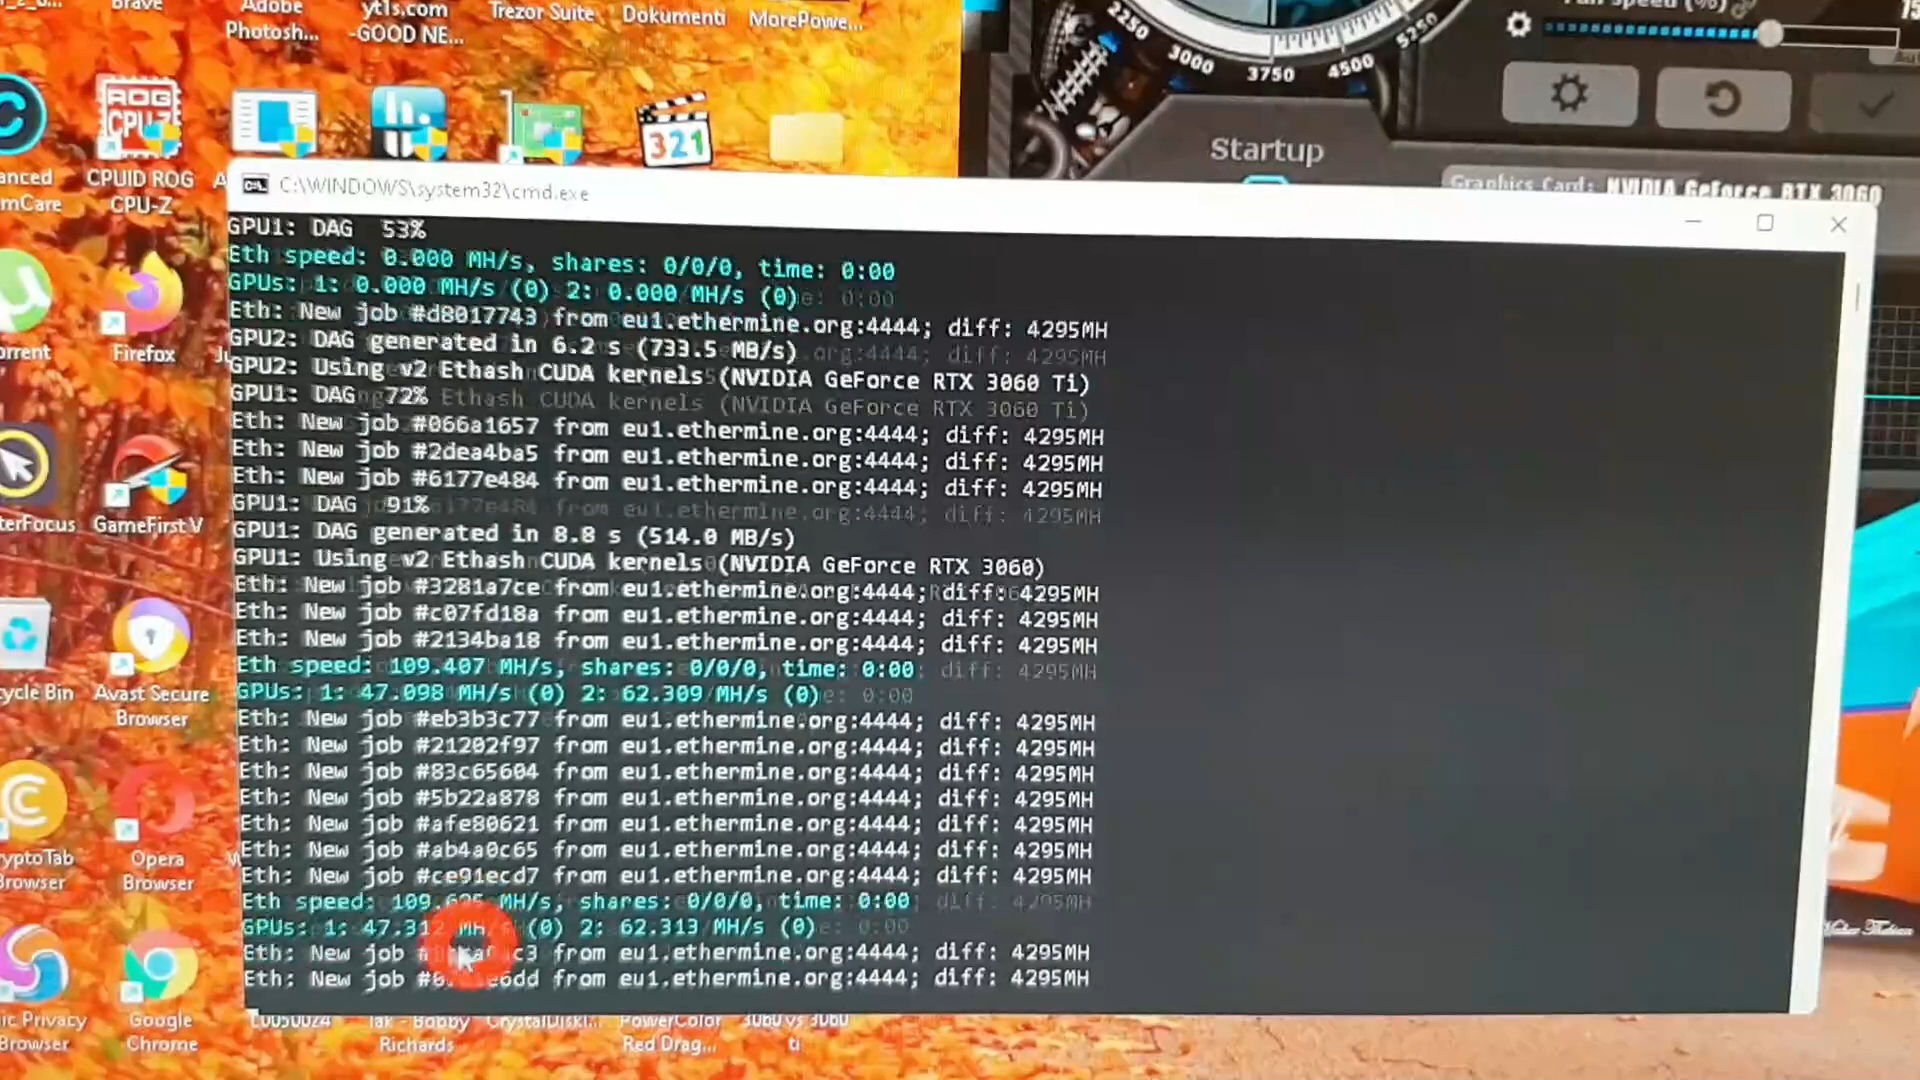 Brave
Adobe
Photosh...
ytls.com
-GOOD NE...
Trezor Suite
Dokumenti
MorePowe...
2250
3000
3750
4500
5250
321
CPUID ROG
CPU-Z
Startup
Graphics Card: NVIDIA GeForce RTX 3060
C:\WINDOWS\system32\cmd.exe
GPU1: DAG 53%
Eth speed: 0.000 MH/s, shares: 0/0/0, time: 0:00
GPUs: 1: 0.000 MH/s (0) 2: 0.000 MH/s (0)
Eth: New job #d8017743 from eu1.ethermine.org:4444; diff: 4295MH
GPU2: DAG generated in 6.2 s (733.5 MB/s)
GPU2: Using v2 Ethash CUDA kernels (NVIDIA GeForce RTX 3060 Ti)
GPU1: DAG 72%
Eth: New job #066a1657 from eu1.ethermine.org:4444; diff: 4295MH
Eth: New job #2dea4ba5 from eu1.ethermine.org:4444; diff: 4295MH
Eth: New job #6177e484 from eu1.ethermine.org:4444; diff: 4295MH
GPU1: DAG 91%
GPU1: DAG generated in 8.8 s (514.0 MB/s)
GPU1: Using v2 Ethash CUDA kernels (NVIDIA GeForce RTX 3060)
Eth: New job #3281a7ce from eu1.ethermine.org:4444; diff: 4295MH
Eth: New job #c07fd18a from eu1.ethermine.org:4444; diff: 4295MH
Eth: New job #2134ba18 from eu1.ethermine.org:4444; diff: 4295MH
Eth speed: 109.407 MH/s, shares: 0/0/0, time: 0:00
GPUs: 1: 47.098 MH/s (0) 2: 62.309 MH/s (0)
Eth: New job #eb3b3c77 from eu1.ethermine.org:4444; diff: 4295MH
Eth: New job #21202f97 from eu1.ethermine.org:4444; diff: 4295MH
Eth: New job #83c65604 from eu1.ethermine.org:4444; diff: 4295MH
Eth: New job #5b22a878 from eu1.ethermine.org:4444; diff: 4295MH
Eth: New job #afe80621 from eu1.ethermine.org:4444; diff: 4295MH
Eth: New job #ab4a0c65 from eu1.ethermine.org:4444; diff: 4295MH
Eth: New job #ce91ecd7 from eu1.ethermine.org:4444; diff: 4295MH
Eth speed: 109.625 MH/s, shares: 0/0/0, time: 0:00
GPUs: 1: 47.312 MH/s (0) 2: 62.313 MH/s (0)
Eth: New job from eu1.ethermine.org:4444; diff: 4295MH
Eth: New job from eu1.ethermine.org:4444; diff: 4295MH
Firefox
GameFirst V
Avast Secure
Browser
Opera
Browser
Browser
Google
Chrome
Browser
Richards
PowerColor
Red Drag...
3060 vs 3060
ti